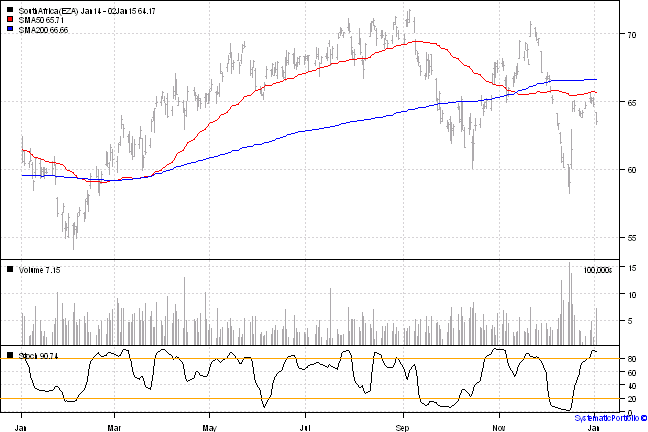 SouthAfrica(EZA) Jan14 - 02Jan15 64.17
SMA50 65.71
SMA200 66.66
70
65
60
55
Volume 7.15
100,000s
15
10
5
Stoch 90.74
80
60
40
20
0
Jan Mar May Jul Sep Nov Jan
SystematicPortfolio ©